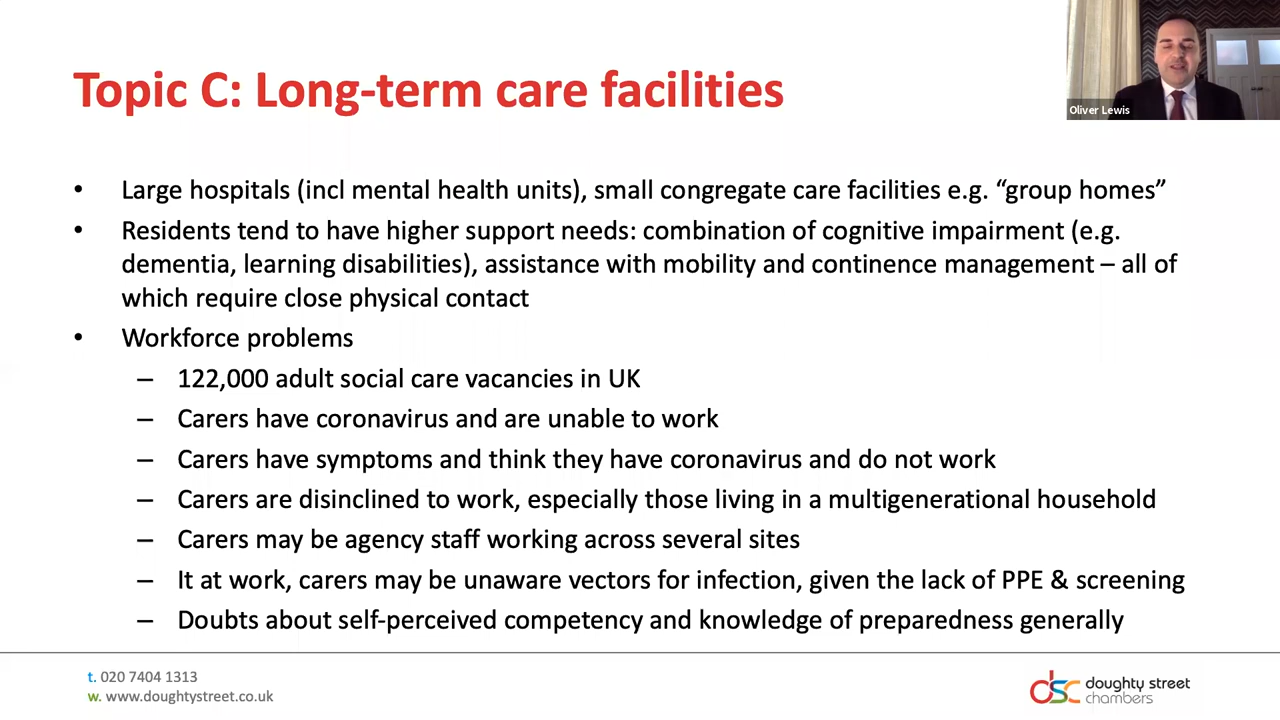 Topic C: Long-term care facilities
Oliver Lewis
• Large hospitals (incl mental health units), small congregate care facilities e.g. “group homes”
• Residents tend to have higher support needs: combination of cognitive impairment (e.g.
dementia, learning disabilities), assistance with mobility and continence management – all of
which require close physical contact
• Workforce problems
– 122,000 adult social care vacancies in UK
– Carers have coronavirus and are unable to work
– Carers have symptoms and think they have coronavirus and do not work
– Carers are disinclined to work, especially those living in a multigenerational household
– Carers may be agency staff working across several sites
– It at work, carers may be unaware vectors for infection, given the lack of PPE & screening
– Doubts about self-perceived competency and knowledge of preparedness generally
t. 020 7404 1313
w. www.doughtystreet.co.uk
dsc doughty street
chambers